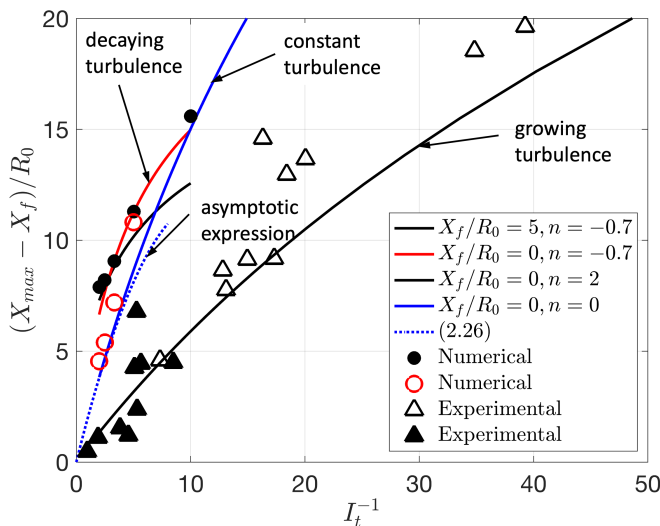 20
15
10
5
0
(X_{max} − X_f)/R_0
decaying
turbulence
constant
turbulence
growing
turbulence
asymptotic
expression
X_f/R_0 = 5, n = −0.7
X_f/R_0 = 0, n = −0.7
X_f/R_0 = 0, n = 2
X_f/R_0 = 0, n = 0
(2.26)
Numerical
Numerical
Experimental
Experimental
0 10 20 30 40 50
I_t^{-1}